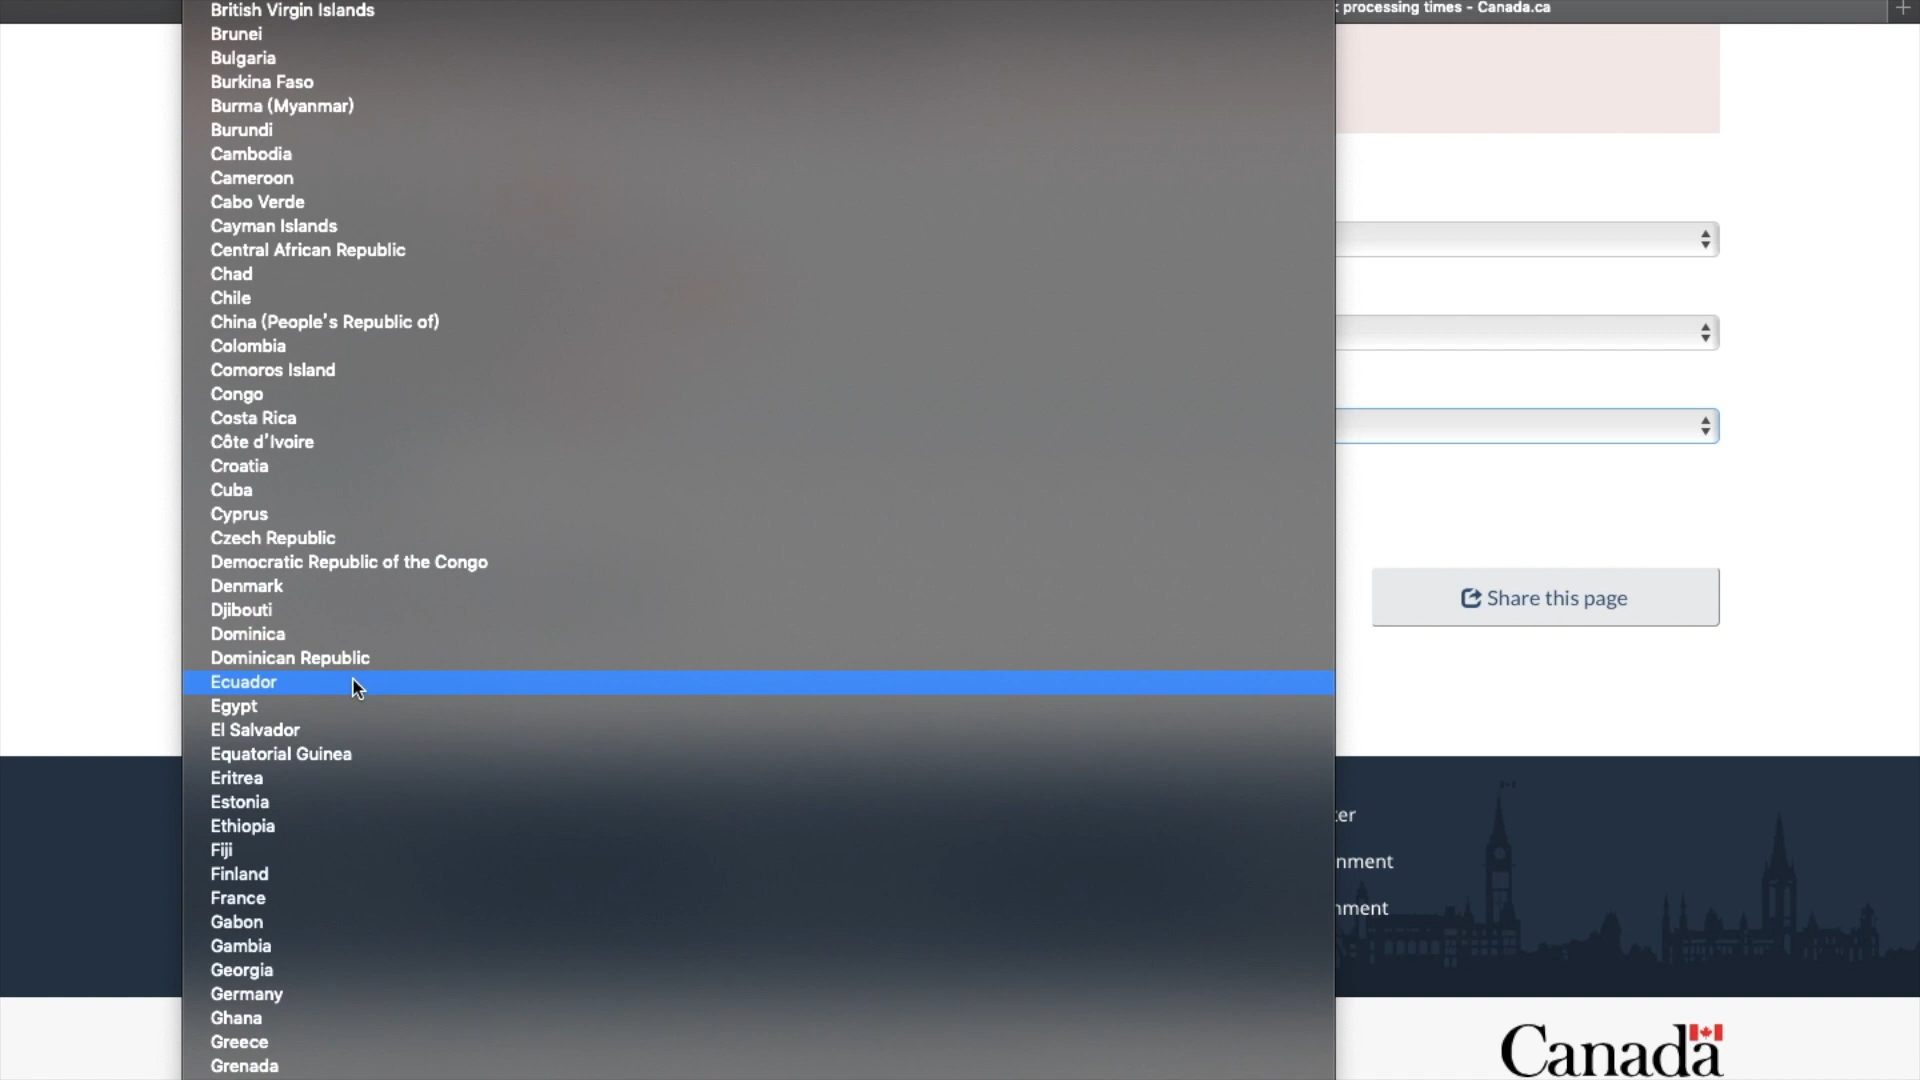 British Virgin Islands
processing times - Canada.ca
Brunei
Bulgaria
Burkina Faso
Burma (Myanmar)
Burundi
Cambodia
Cameroon
Cabo Verde
Cayman Islands
Central African Republic
Chad
Chile
China (People's Republic of)
Colombia
Comoros Island
Congo
Costa Rica
Côte d'Ivoire
Croatia
Cuba
Cyprus
Czech Republic
Democratic Republic of the Congo
Denmark
Djibouti
Dominica
Dominican Republic
Ecuador
Egypt
El Salvador
Equatorial Guinea
Eritrea
Estonia
Ethiopia
Fiji
Finland
France
Gabon
Gambia
Georgia
Germany
Ghana
Greece
Grenada
Share this page
Canada